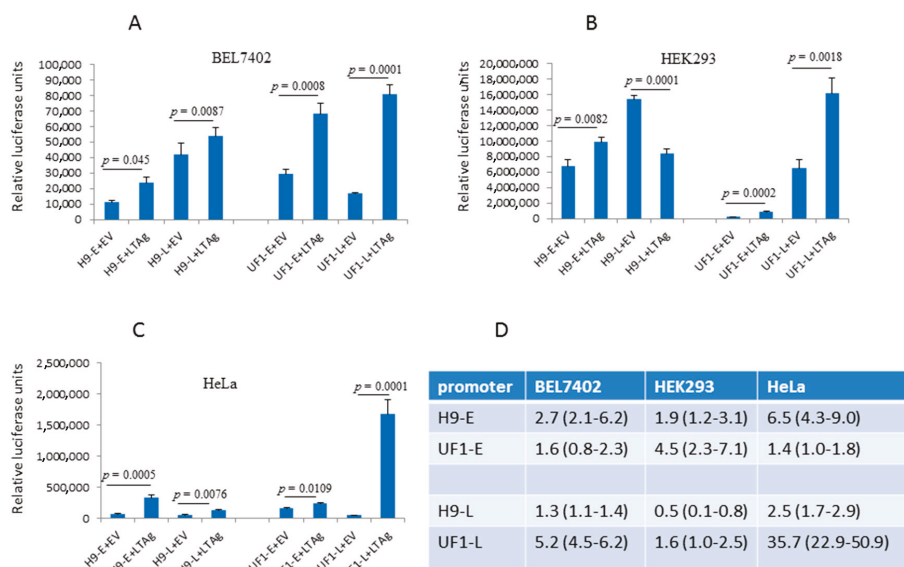 A
BEL7402
Relative luciferase units
100,000
90,000
80,000
70,000
60,000
50,000
40,000
30,000
20,000
10,000
0
p = 0.045
p = 0.0087
p = 0.0008
p = 0.0001
H9-E+EV
H9-E+LTAg
H9-L+EV
H9-L+LTAg
UF1-E+EV
UF1-E+LTAg
UF1-L+EV
UF1-L+LTAg
B
HEK293
Relative luciferase units
20,000,000
18,000,000
16,000,000
14,000,000
12,000,000
10,000,000
8,000,000
6,000,000
4,000,000
2,000,000
0
p = 0.0082
p = 0.0001
p = 0.0002
p = 0.0018
H9-E+EV
H9-E+LTAg
H9-L+EV
H9-L+LTAg
UF1-E+EV
UF1-E+LTAg
UF1-L+EV
UF1-L+LTAg
C
HeLa
Relative luciferase units
2,500,000
2,000,000
1,500,000
1,000,000
500,000
0
p = 0.0005
p = 0.0076
p = 0.0109
p = 0.0001
H9-E+EV
H9-E+LTAg
H9-L+EV
H9-L+LTAg
UF1-E+EV
UF1-E+LTAg
UF1-L+EV
F1-L+LTAg
D
promoter BEL7402 HEK293 HeLa
H9-E 2.7 (2.1-6.2) 1.9 (1.2-3.1) 6.5 (4.3-9.0)
UF1-E 1.6 (0.8-2.3) 4.5 (2.3-7.1) 1.4 (1.0-1.8)
H9-L 1.3 (1.1-1.4) 0.5 (0.1-0.8) 2.5 (1.7-2.9)
UF1-L 5.2 (4.5-6.2) 1.6 (1.0-2.5) 35.7 (22.9-50.9)